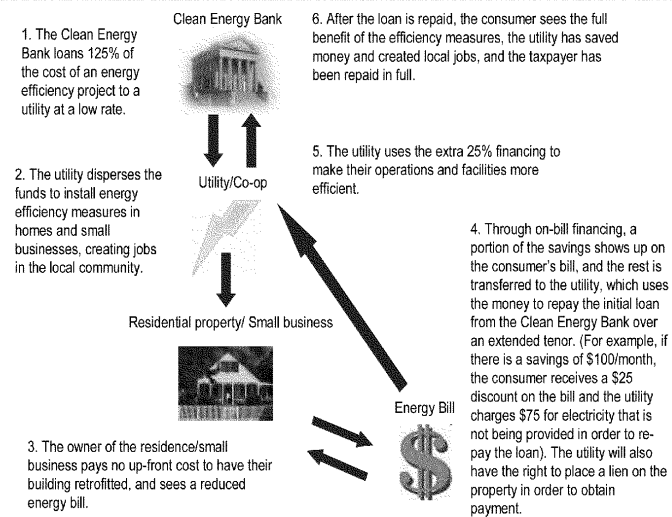 Clean Energy Bank
1. The Clean Energy
Bank loans 125% of
the cost of an energy
efficiency project to a
utility at a low rate.
6. After the loan is repaid, the consumer sees the full
benefit of the efficiency measures, the utility has saved
money and created local jobs, and the taxpayer has
been repaid in full.
5. The utility uses the extra 25% financing to
make their operations and facilities more
efficient.
2. The utility disperses the
funds to install energy
efficiency measures in
homes and small
businesses, creating jobs
in the local community.
Utility/Co-op
4. Through on-bill financing, a
portion of the savings shows up on
the consumer's bill, and the rest is
transferred to the utility, which uses
the money to repay the initial loan
from the Clean Energy Bank over
an extended tenor. (For example, if
there is a savings of $100/month,
the consumer receives a $25
discount on the bill and the utility
charges $75 for electricity that is
not being provided in order to re-
pay the loan). The utility will also
have the right to place a lien on the
property in order to obtain
payment.
Residential property/ Small business
Energy Bill
$
3. The owner of the residence/small
business pays no up-front cost to have their
building retrofitted, and sees a reduced
energy bill.